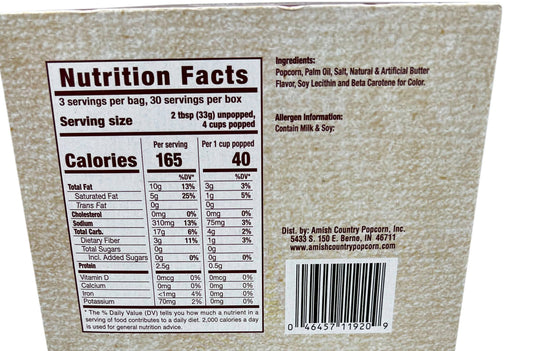 Nutrition Facts
3 servings per bag, 30 servings per box
Serving size 2 tbsp (33g) unpopped,
4 cups popped
Per serving Per 1 cup popped
Calories 165 40
%DV* %DV*
Total Fat 10g 13% 3g 3%
Saturated Fat 5g 25% 1g 5%
Trans Fat 0g 0g
Cholesterol 0mg 0% 0mg 0%
Sodium 310mg 13% 75mg 3%
Total Carb. 17g 6% 4g 2%
Dietary Fiber 3g 11% 1g 3%
Total Sugars 0g 0g
Incl. Added Sugars 0g 0% 0g 0%
Protein 2.5g 0.5g
Vitamin D 0mcg 0% 0mcg 0%
Calcium 0mg 0% 0mg 0%
Iron <1mg 4% 0mg 0%
Potassium 70mg 2% 0mg 0%
* The % Daily Value (DV) tells you how much a nutrient in a
serving of food contributes to a daily diet. 2,000 calories a day
is used for general nutrition advice.
Ingredients:
Popcorn, Palm Oil, Salt, Natural & Artificial Butter
Flavor, Soy Lecithin and Beta Carotene for Color.
Allergen Information:
Contain Milk & Soy:
Dist. by: Amish Country Popcorn, Inc.
5433 S. 150 E. Berne, IN 46711
www.amishcountrypopcorn.com
0 46457 11920 9